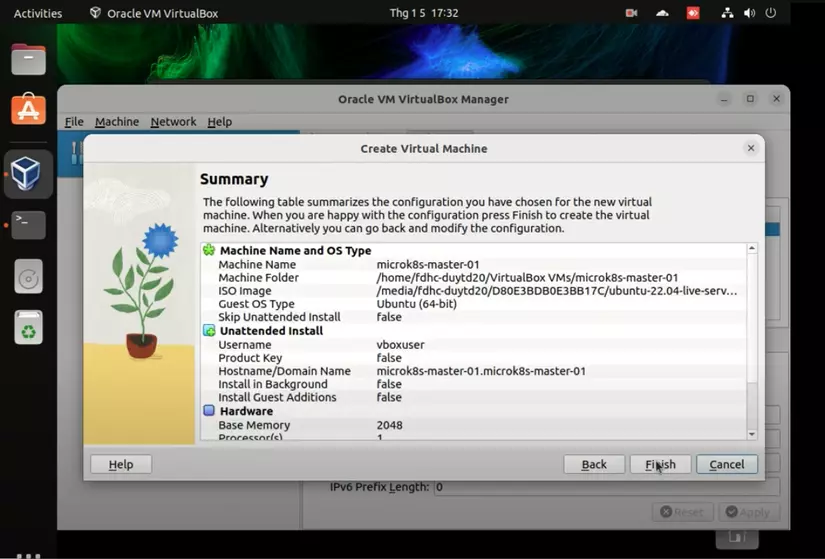 Activities
Oracle VM VirtualBox
Thg 1 5 17:32
Oracle VM VirtualBox Manager
File Machine Network Help
Create Virtual Machine
Summary
The following table summarizes the configuration you have chosen for the new virtual
machine. When you are happy with the configuration press Finish to create the virtual
machine. Alternatively you can go back and modify the configuration.
Machine Name and OS Type
Machine Name microk8s-master-01
Machine Folder /home/fdhc-duytd20/VirtualBox VMs/microk8s-master-01
ISO Image /media/fdhc-duytd20/D80E3BDB0E3BB17C/ubuntu-22.04-live-serv...
Guest OS Type Ubuntu (64-bit)
Skip Unattended Install false
Unattended Install
Username vboxuser
Product Key false
Hostname/Domain Name microk8s-master-01.microk8s-master-01
Install in Background false
Install Guest Additions false
Hardware
Base Memory 2048
Processor(s) 1
Help Back Finish Cancel
IPv6 Prefix Length: 0
Reset Apply